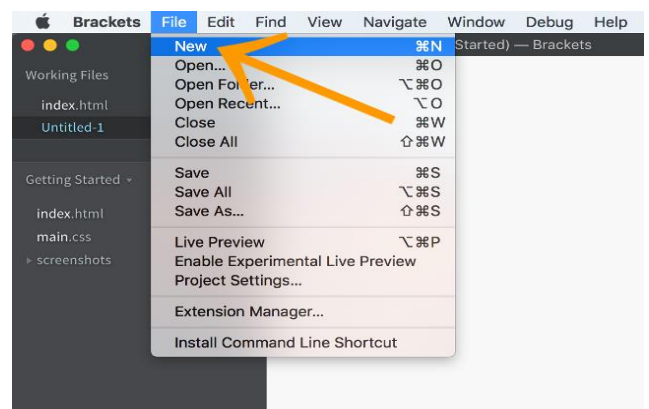 Brackets File Edit Find View Navigate Window Debug Help
Started) — Brackets
Working Files
index.html
Untitled-1
Getting Started
index.html
main.css
screenshots
New ⌘N
Open... ⌘O
Open Folder... ⌥⌘O
Open Recent... ⌥O
Close ⌘W
Close All ⇧⌘W
Save ⌘S
Save All ⌥⌘S
Save As... ⇧⌘S
Live Preview ⌥⌘P
Enable Experimental Live Preview
Project Settings...
Extension Manager...
Install Command Line Shortcut